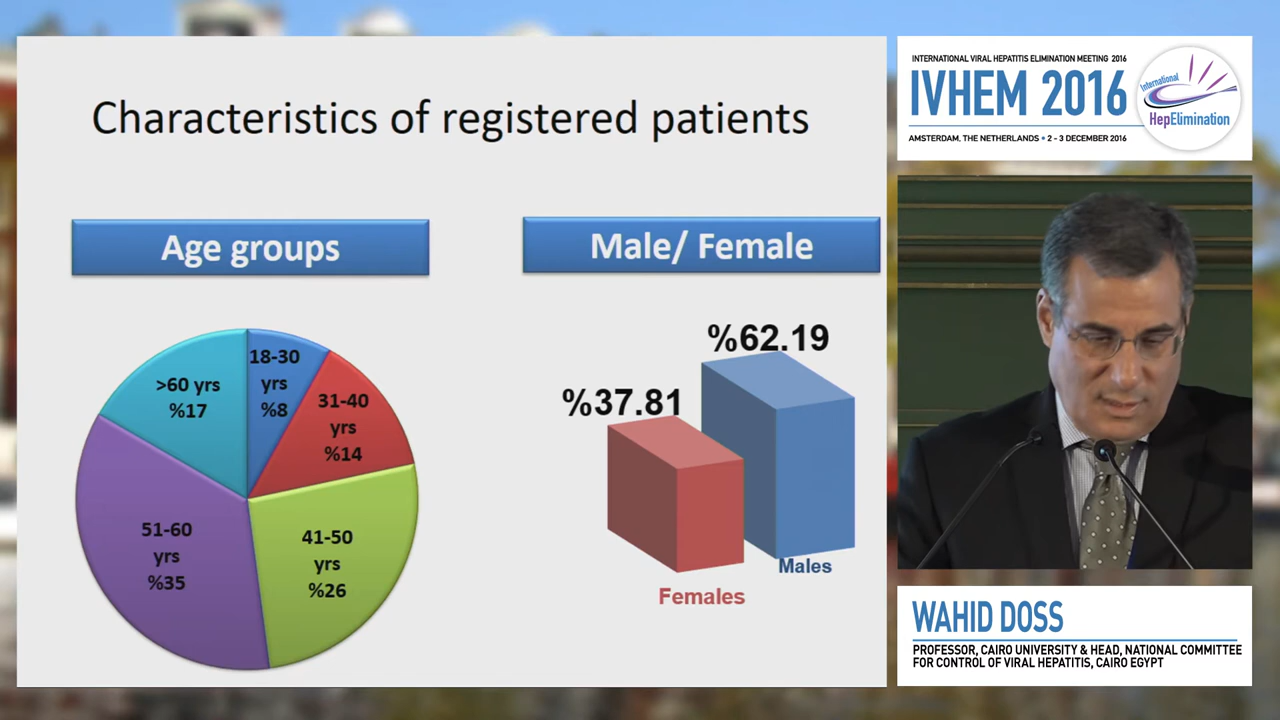 Characteristics of registered patients
Age groups
18-30
yrs
%8
31-40
yrs
%14
41-50
yrs
%26
51-60
yrs
%35
>60 yrs
%17
Male/ Female
%37.81
%62.19
Males
Females
INTERNATIONAL VIRAL HEPATITIS ELIMINATION MEETING 2016
IVHEM 2016
AMSTERDAM, THE NETHERLANDS • 2 - 3 DECEMBER 2016
International
HepElimination
WAHID DOSS
PROFESSOR, CAIRO UNIVERSITY & HEAD, NATIONAL COMMITTEE
FOR CONTROL OF VIRAL HEPATITIS, CAIRO EGYPT